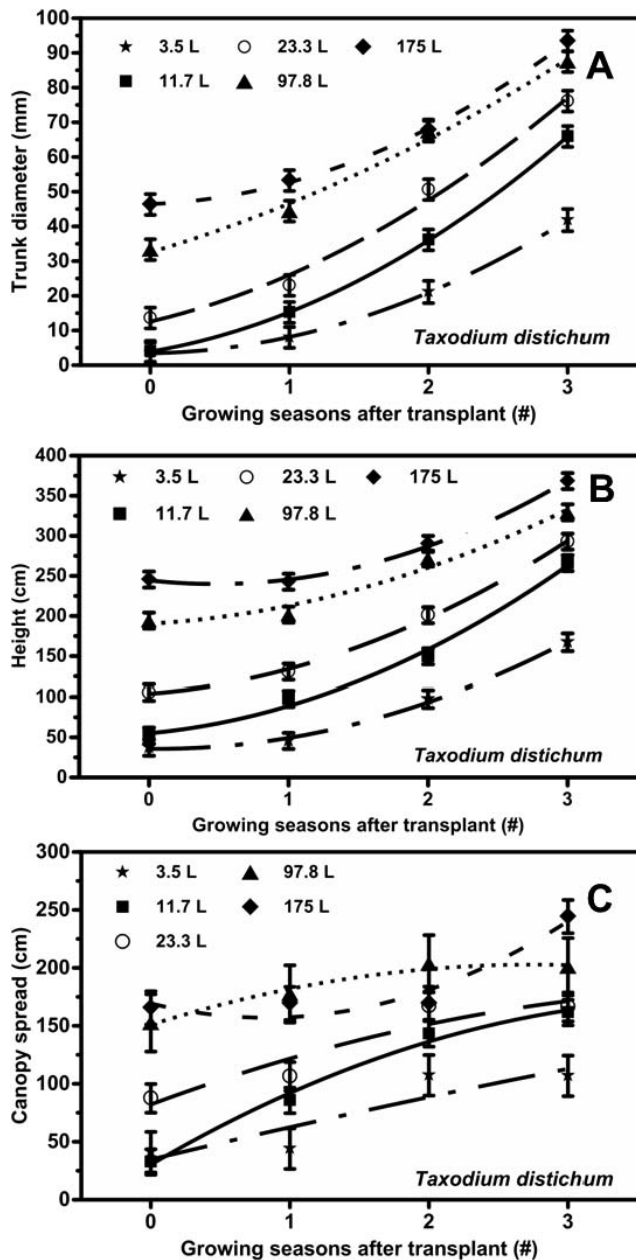 A
3.5 L 23.3 L 175 L
11.7 L 97.8 L
Trunk diameter (mm)
100
90
80
70
60
50
40
30
20
10
0
Taxodium distichum
0 1 2 3
Growing seasons after transplant (#)
B
3.5 L 23.3 L 175 L
11.7 L 97.8 L
Height (cm)
400
350
300
250
200
150
100
50
0
Taxodium distichum
0 1 2 3
Growing seasons after transplant (#)
C
3.5 L 97.8 L
11.7 L 175 L
23.3 L
Canopy spread (cm)
300
250
200
150
100
50
0
Taxodium distichum
0 1 2 3
Growing seasons after transplant (#)